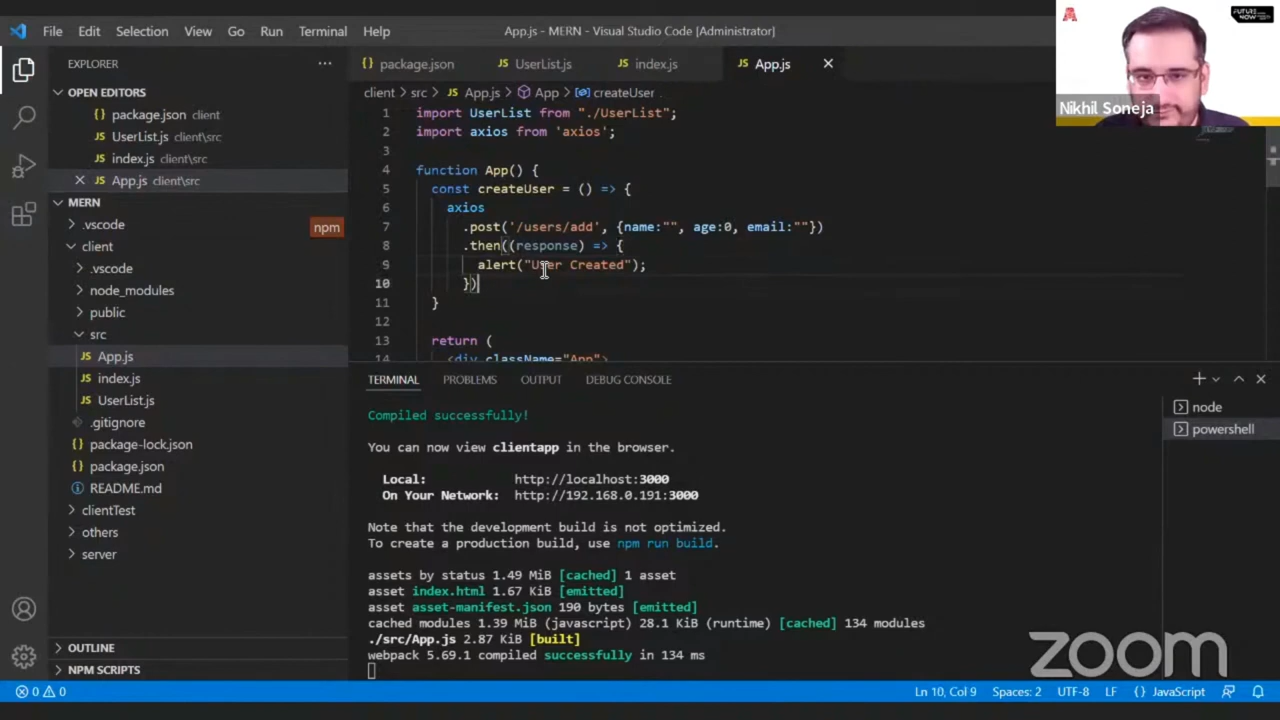 File Edit Selection View Go Run Terminal Help
App.js - MERN - Visual Studio Code [Administrator]
FUTURE NOW
Nikhil Soneja
EXPLORER
OPEN EDITORS
package.json client
UserList.js client\src
index.js client\src
App.js client\src
MERN
.vscode
npm
client
.vscode
node_modules
public
src
App.js
index.js
UserList.js
.gitignore
package-lock.json
package.json
README.md
clientTest
others
server
OUTLINE
NPM SCRIPTS
package.json UserList.js index.js App.js
client > src > App.js > App > createUser
1 import UserList from "./UserList";
2 import axios from 'axios';
3
4 function App() {
5 const createUser = () => {
6 axios
7 .post('/users/add', {name:"", age:0, email:""})
8 .then((response) => {
9 alert("User Created");
10 })
11 }
12
13 return (
14 <div className="App">
TERMINAL PROBLEMS OUTPUT DEBUG CONSOLE
node
powershell
Compiled successfully!
You can now view clientapp in the browser.
Local: http://localhost:3000
On Your Network: http://192.168.0.191:3000
Note that the development build is not optimized.
To create a production build, use npm run build.
assets by status 1.49 MiB [cached] 1 asset
asset index.html 1.67 KiB [emitted]
asset asset-manifest.json 190 bytes [emitted]
cached modules 1.39 MiB (javascript) 28.1 KiB (runtime) [cached] 134 modules
./src/App.js 2.87 KiB [built]
webpack 5.69.1 compiled successfully in 134 ms
zoom
0 0
Ln 10, Col 9 Spaces: 2 UTF-8 LF {} JavaScript